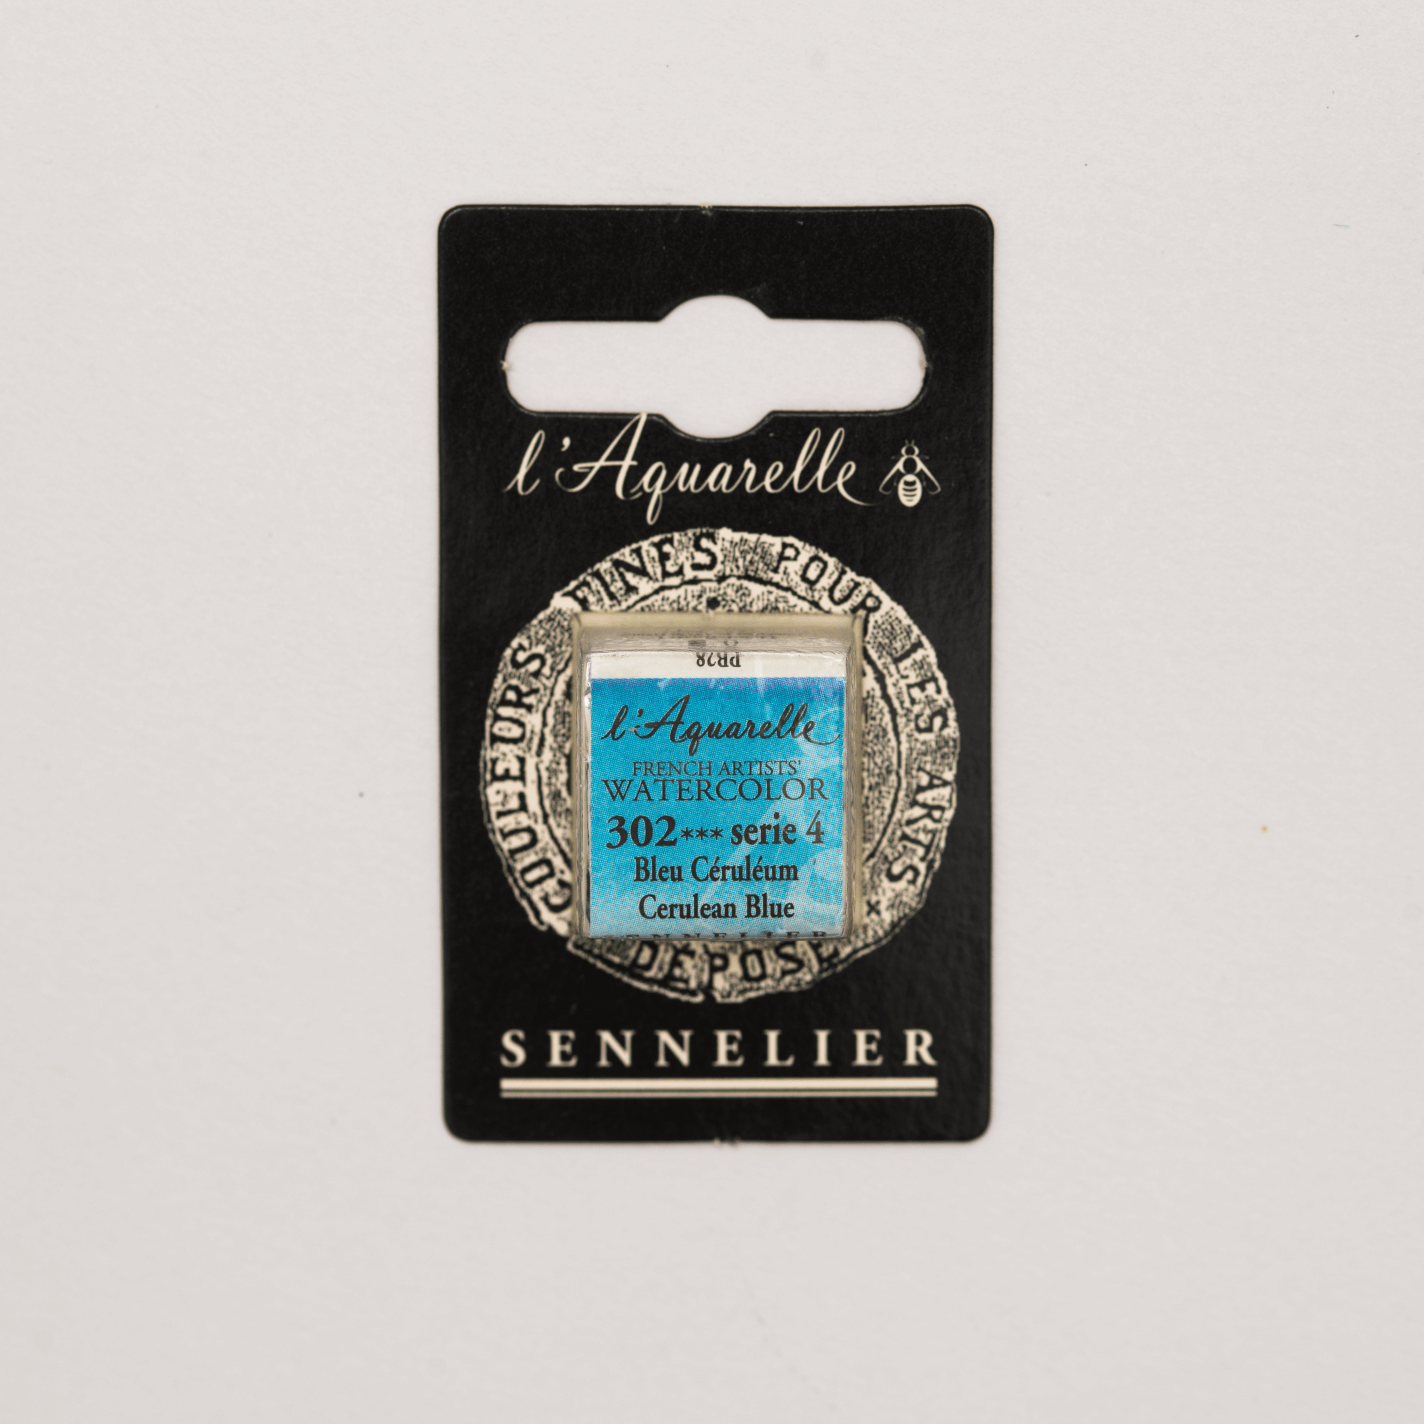 l'Aquarelle
COULEURS FINES POUR LES ARTS
PB28
l'Aquarelle
FRENCH ARTISTS'
WATERCOLOR
302*** serie 4
Bleu Céruléum
Cerulean Blue
DÉPOSÉ
SENNELIER